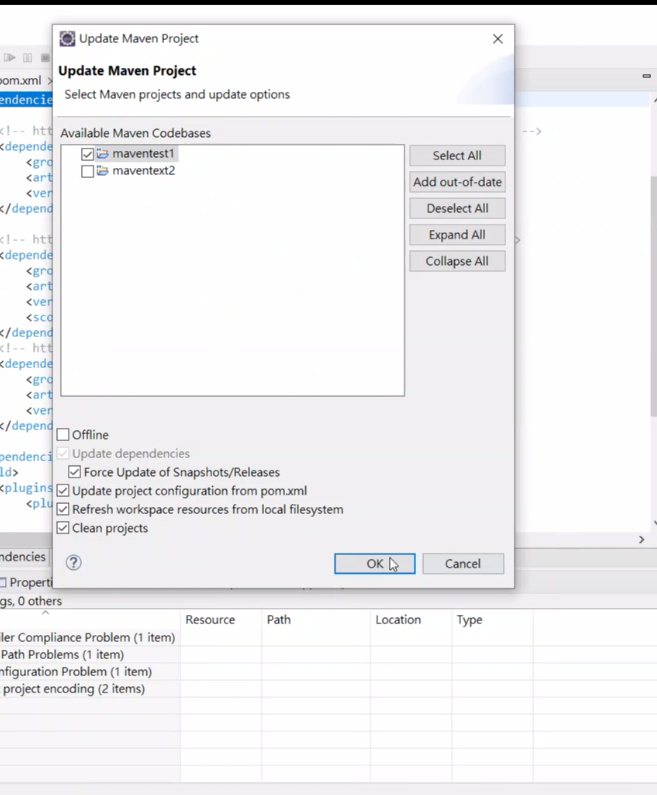 Update Maven Project
Update Maven Project
Select Maven projects and update options
Available Maven Codebases
maventest1
maventext2
Select All
Add out-of-date
Deselect All
Expand All
Collapse All
Offline
Update dependencies
Force Update of Snapshots/Releases
Update project configuration from pom.xml
Refresh workspace resources from local filesystem
Clean projects
OK
Cancel
oom.xml
endencie
<!-- htt
-->
<depende
<gro
<art
<ver
</depend
<!-- htt
>
<depende
<gro
<art
<ver
<sco
</depend
<!-- htt
<depende
<gro
<art
<ver
</depend
pendenci
ld>
<plugins
<plu
ndencies
Properti
gs, 0 others
Resource Path Location Type
ler Compliance Problem (1 item)
Path Problems (1 item)
nfiguration Problem (1 item)
project encoding (2 items)